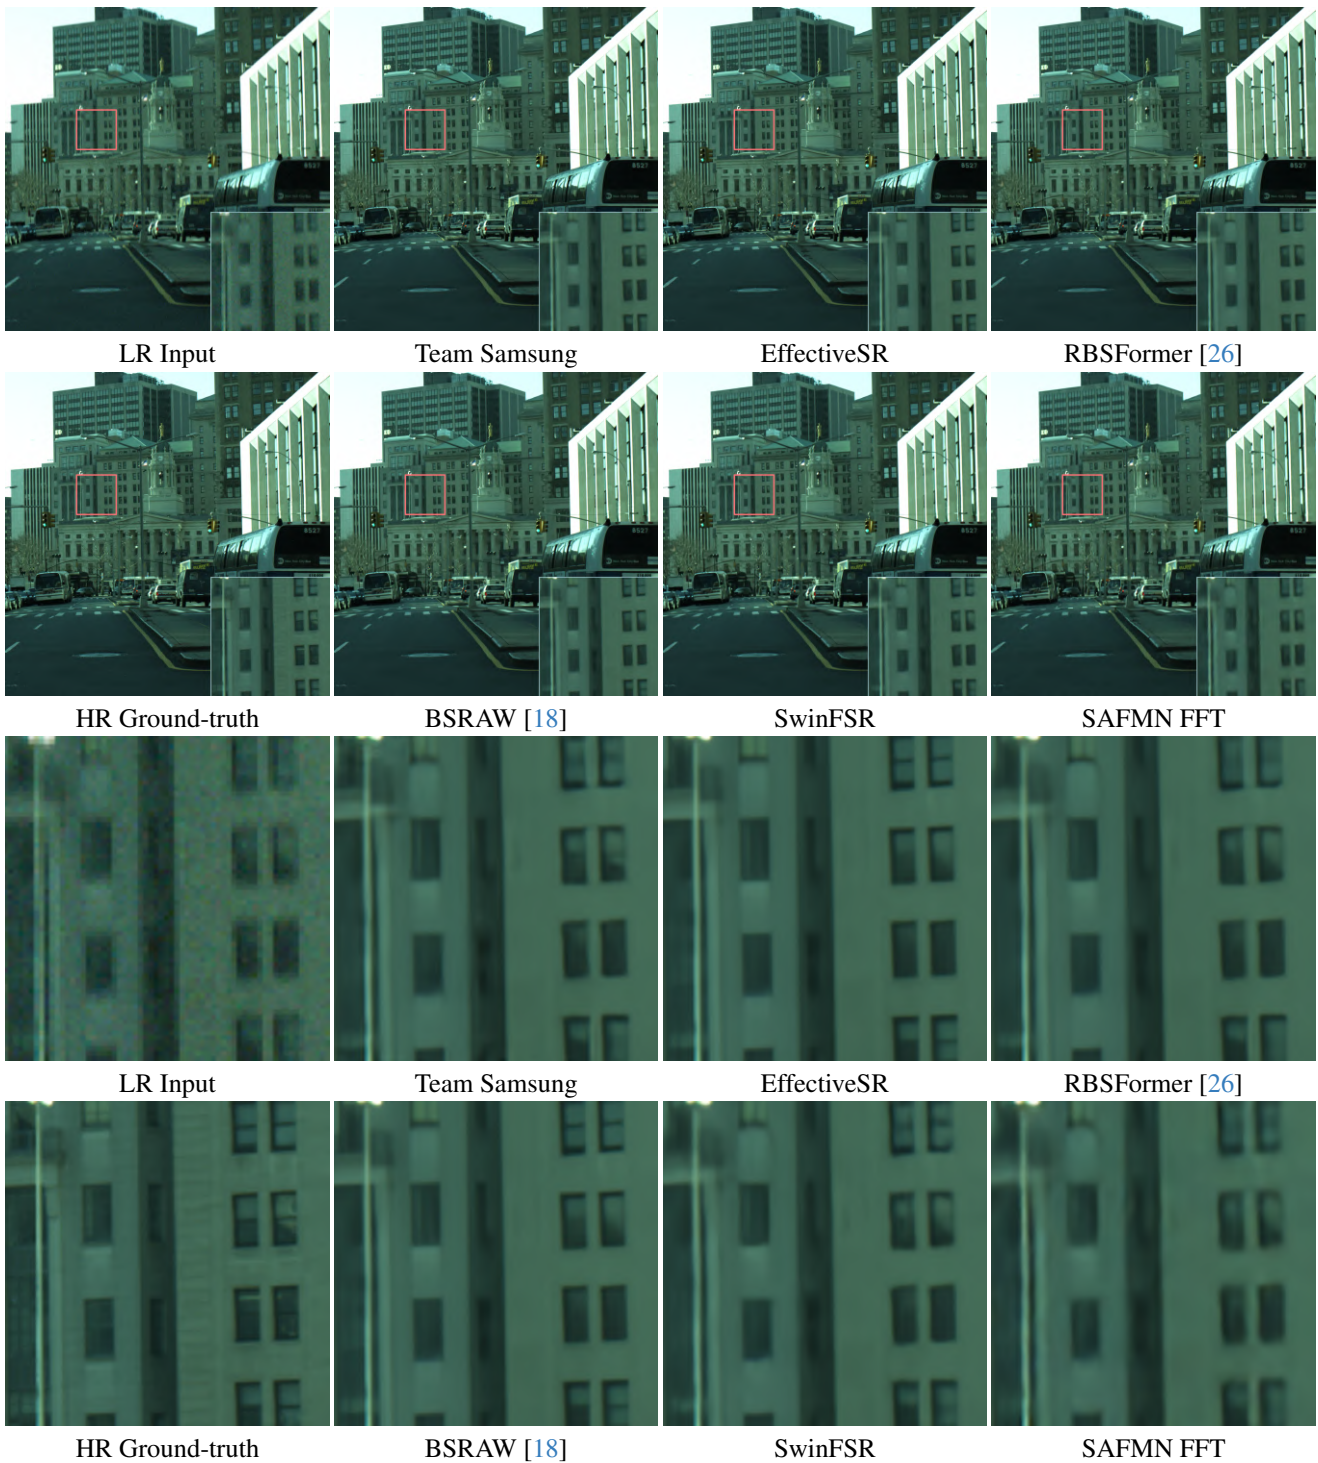 LR Input
Team Samsung
EffectiveSR
RBSFormer [26]
HR Ground-truth
BSRAW [18]
SwinFSR
SAFMN FFT
LR Input
Team Samsung
EffectiveSR
RBSFormer [26]
HR Ground-truth
BSRAW [18]
SwinFSR
SAFMN FFT